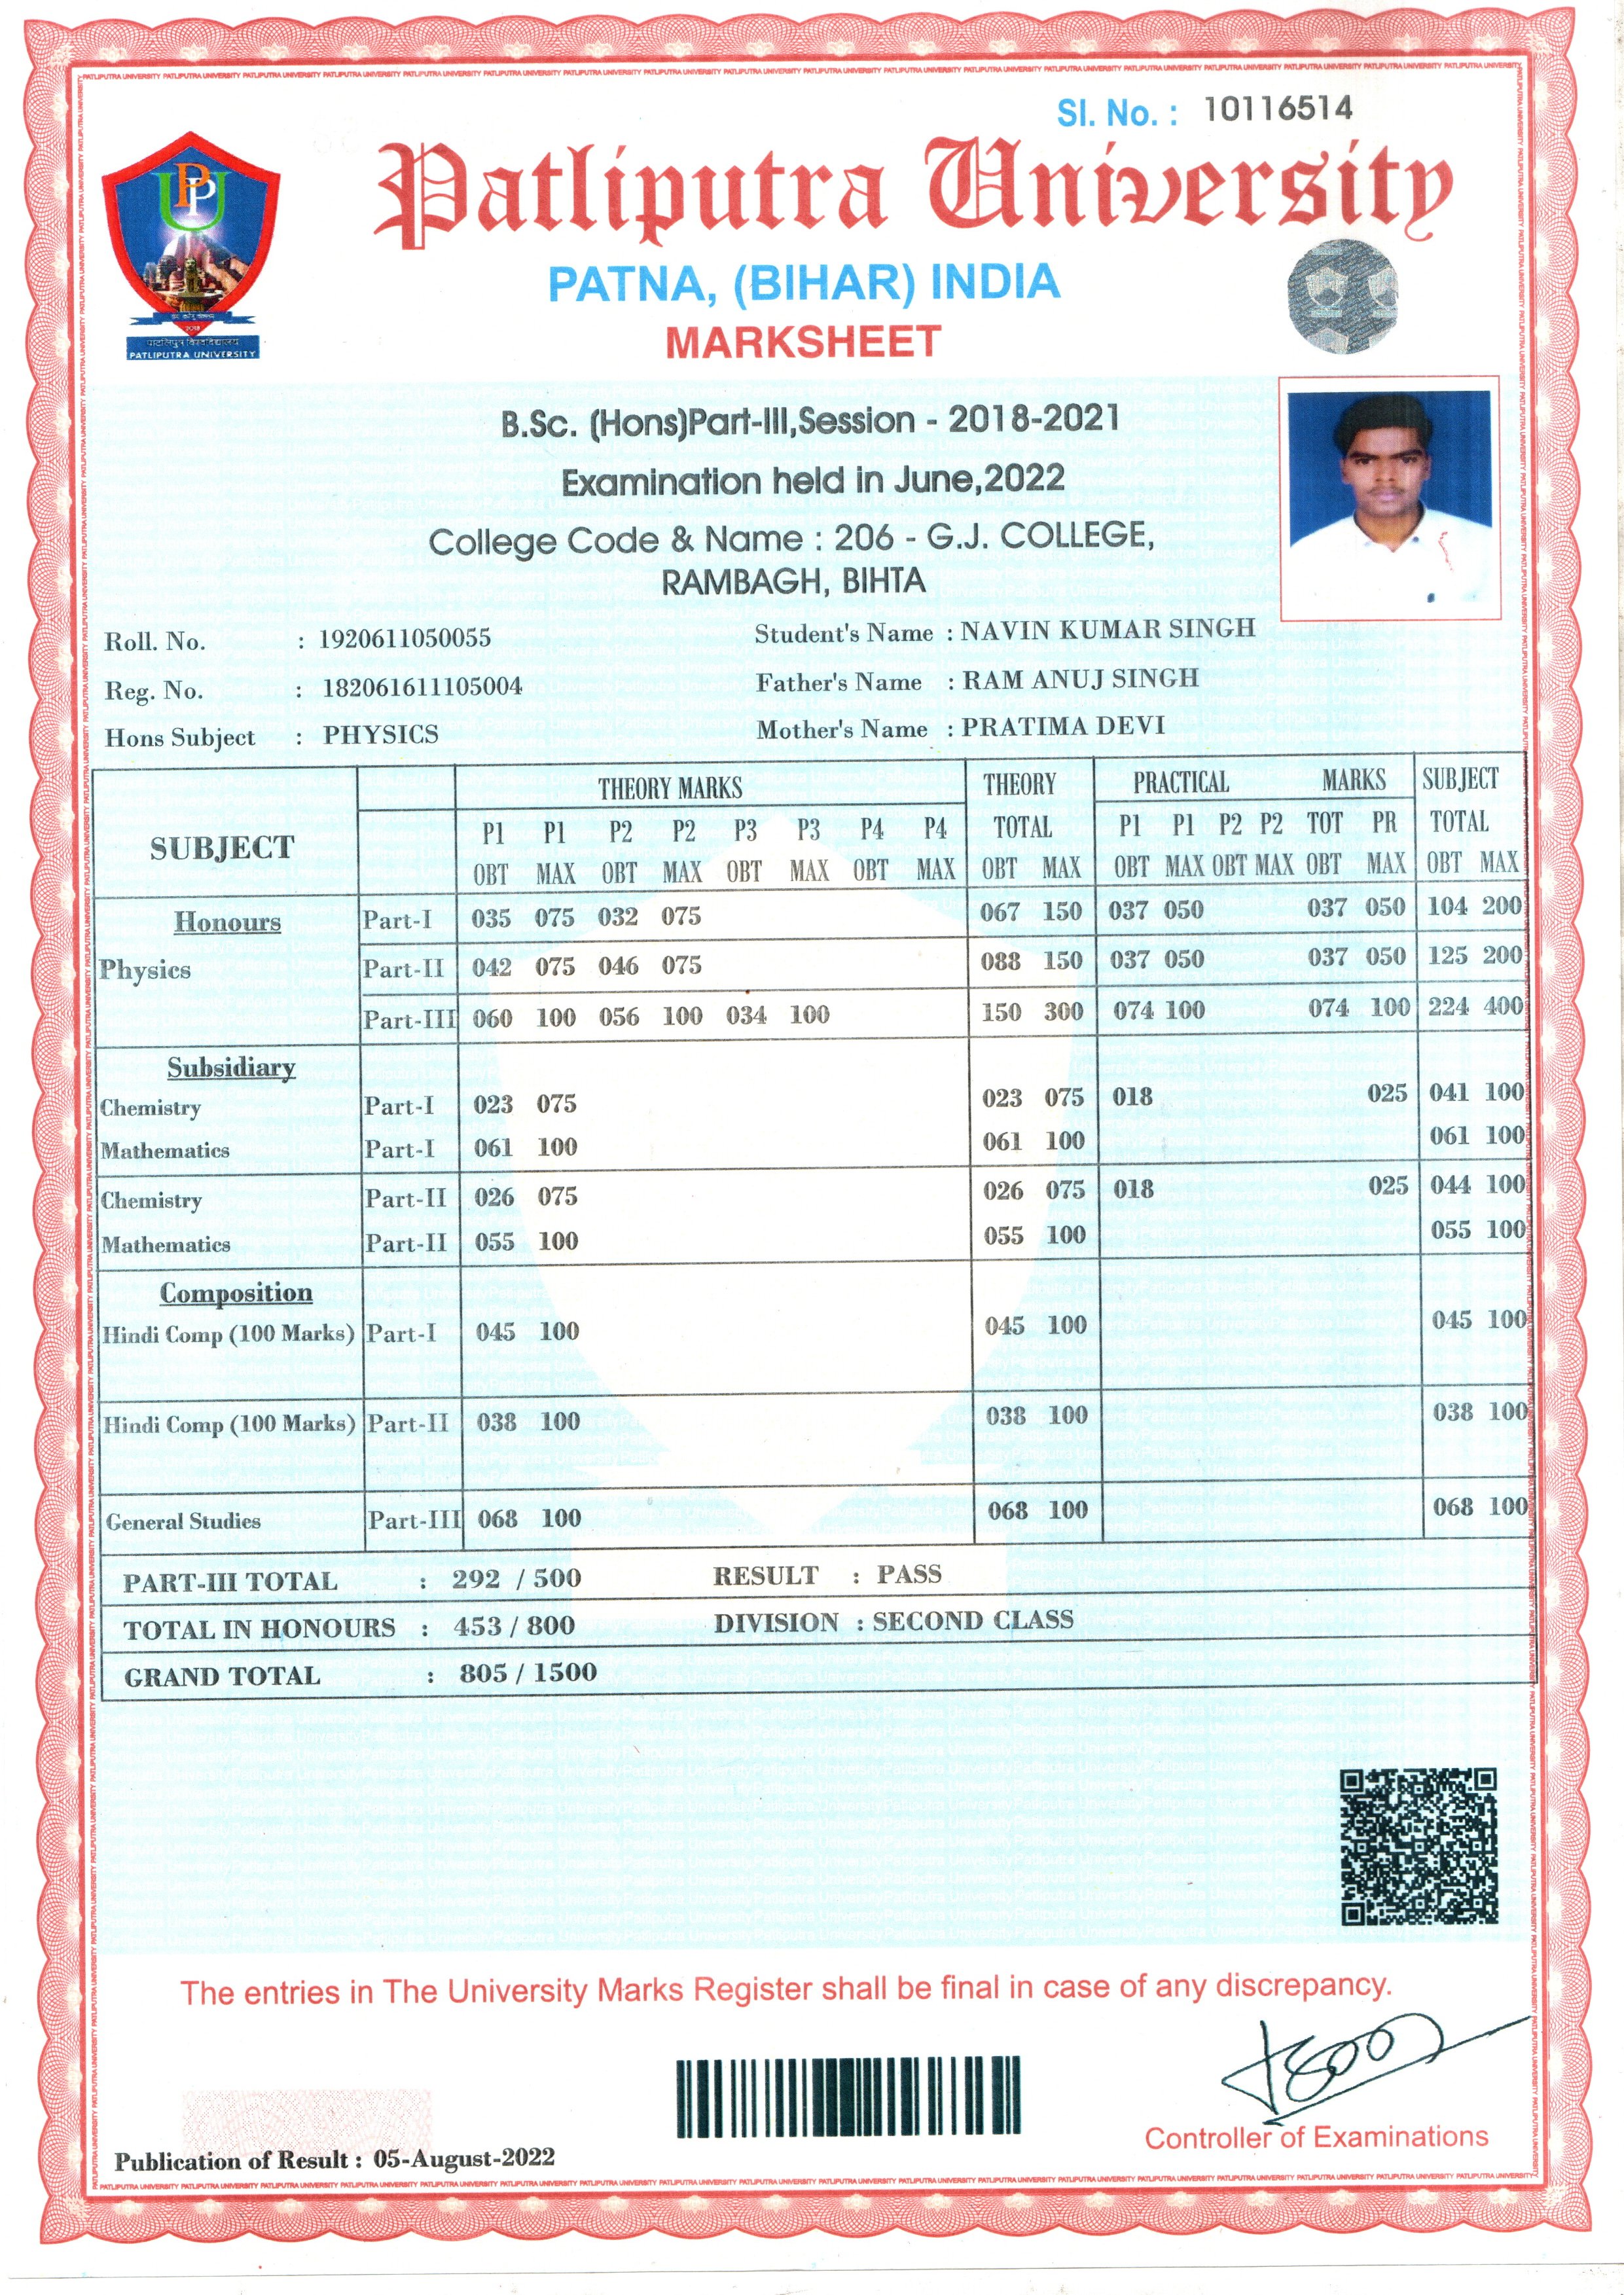 Sl. No. : 10116514
Patliputra University
PATNA, (BIHAR) INDIA
MARKSHEET
पाटलिपुत्र विश्वविद्यालय
PATLIPUTRA UNIVERSITY
B.Sc. (Hons)Part-III,Session - 2018-2021
Examination held in June,2022
College Code & Name : 206 - G.J. COLLEGE,
RAMBAGH, BIHTA
Roll. No. : 1920611050055 Student's Name : NAVIN KUMAR SINGH
Reg. No. : 182061611105004 Father's Name : RAM ANUJ SINGH
Hons Subject : PHYSICS Mother's Name : PRATIMA DEVI
SUBJECT THEORY MARKS THEORY PRACTICAL MARKS SUBJECT
P1 P1 P2 P2 P3 P3 P4 P4 TOTAL P1 P1 P2 P2 TOT PR TOTAL
OBT MAX OBT MAX OBT MAX OBT MAX OBT MAX OBT MAX OBT MAX OBT MAX OBT MAX
Honours Part-I 035 075 032 075 067 150 037 050 037 050 104 200
Physics Part-II 042 075 046 075 088 150 037 050 037 050 125 200
Part-III 060 100 056 100 034 100 150 300 074 100 074 100 224 400
Subsidiary
Chemistry Part-I 023 075 023 075 018 025 041 100
Mathematics Part-I 061 100 061 100 061 100
Chemistry Part-II 026 075 026 075 018 025 044 100
Mathematics Part-II 055 100 055 100 055 100
Composition
Hindi Comp (100 Marks) Part-I 045 100 045 100 045 100
Hindi Comp (100 Marks) Part-II 038 100 038 100 038 100
General Studies Part-III 068 100 068 100 068 100
PART-III TOTAL : 292 / 500 RESULT : PASS
TOTAL IN HONOURS : 453 / 800 DIVISION : SECOND CLASS
GRAND TOTAL : 805 / 1500
The entries in The University Marks Register shall be final in case of any discrepancy.
Controller of Examinations
Publication of Result : 05-August-2022